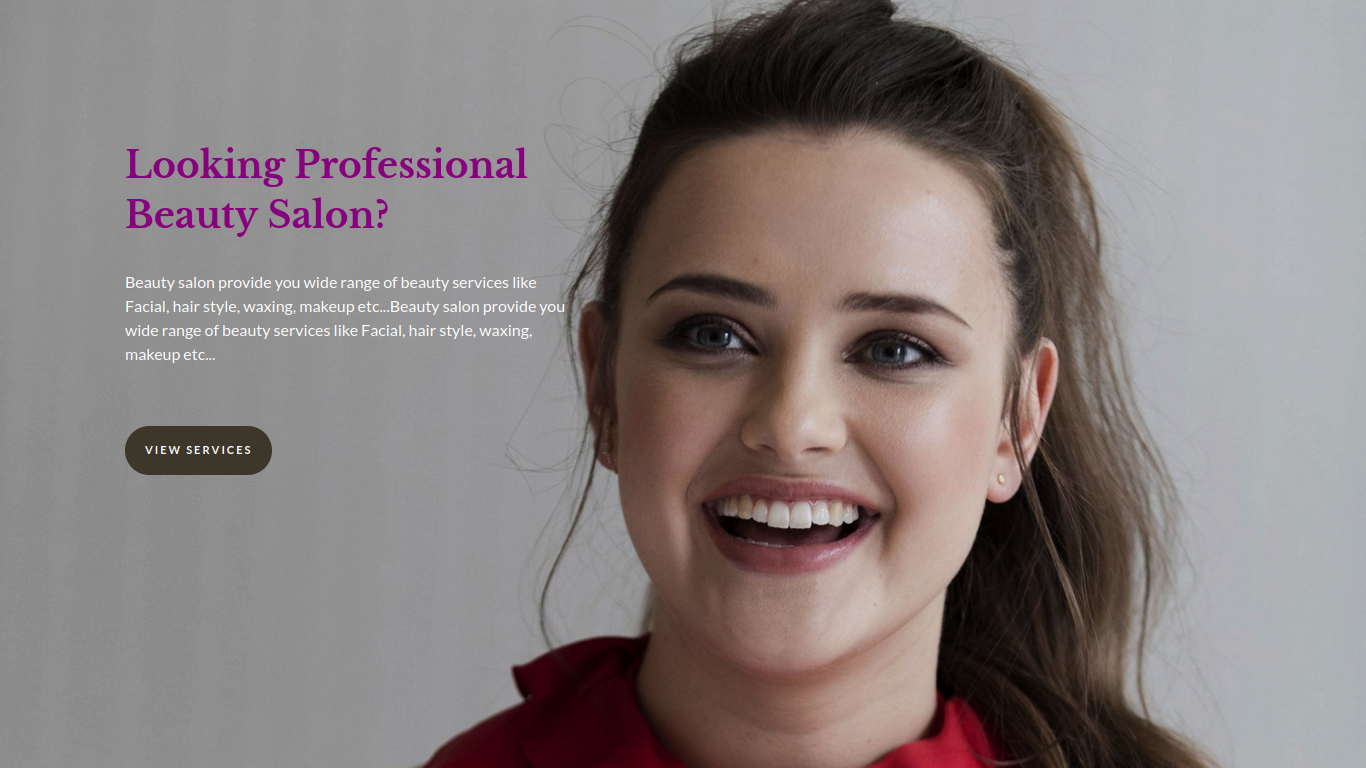 Looking Professional
Beauty Salon?
Beauty salon provide you wide range of beauty services like
Facial, hair style, waxing, makeup etc...Beauty salon provide you
wide range of beauty services like Facial, hair style, waxing,
makeup etc...
VIEW SERVICES